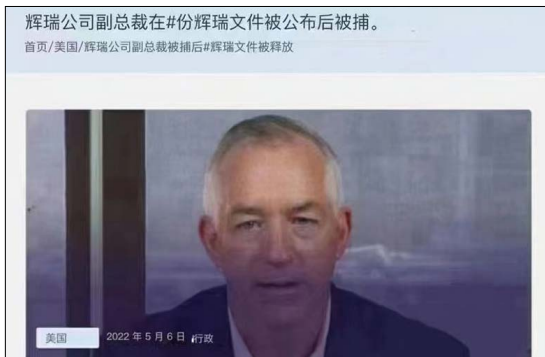 辉瑞公司副总裁在#份辉瑞文件被公布后被捕。
首页/美国/辉瑞公司副总裁被捕后#辉瑞文件被释放
美国 2022 年 5 月 6 日 行政